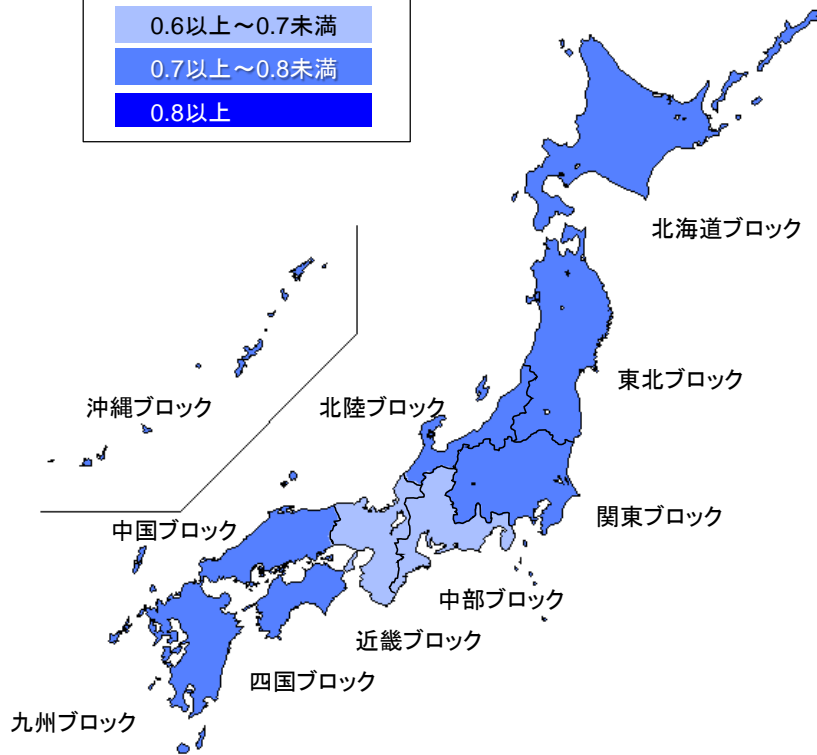 0.6以上～0.7未満
0.7以上～0.8未満
0.8以上
北海道ブロック
東北ブロック
沖縄ブロック
北陸ブロック
関東ブロック
中国ブロック
中部ブロック
近畿ブロック
四国ブロック
九州ブロック